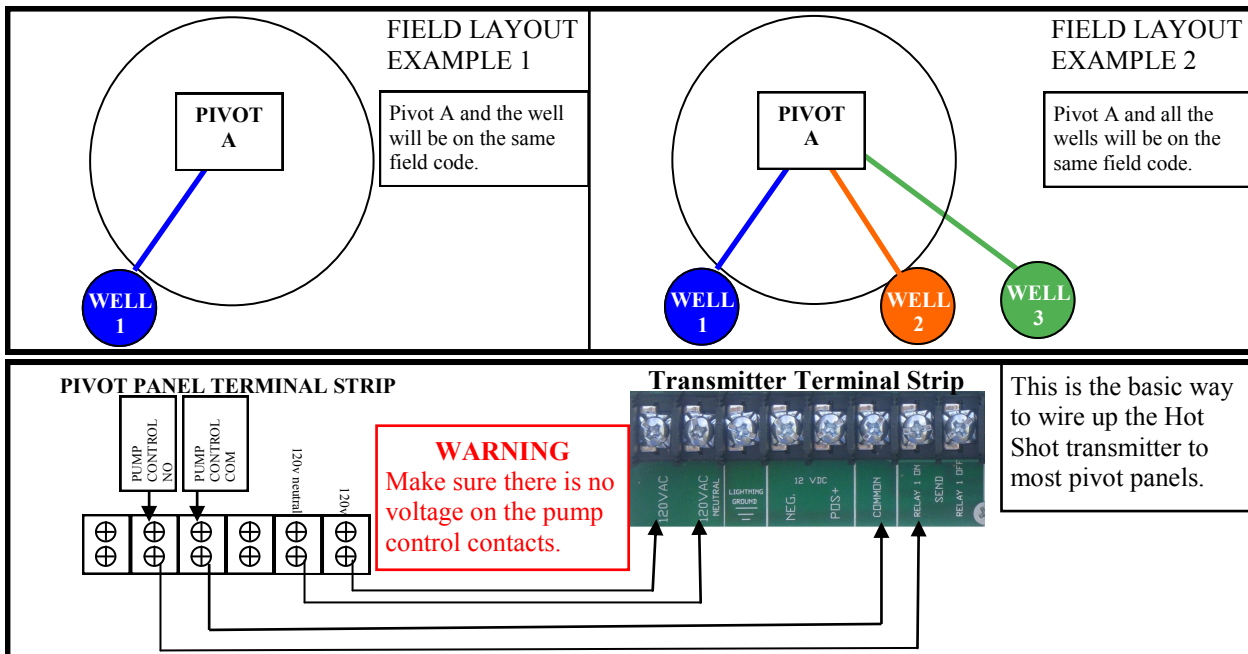 FIELD LAYOUT
EXAMPLE 1
Pivot A and the well
will be on the same
field code.
PIVOT
A
WELL
1
FIELD LAYOUT
EXAMPLE 2
Pivot A and all the
wells will be on the
same field code.
PIVOT
A
WELL
1
WELL
2
WELL
3
PIVOT PANEL TERMINAL STRIP
PUMP
CONTROL
NO
PUMP
CONTROL
COM
120v neutral
120v
WARNING
Make sure there is no
voltage on the pump
control contacts.
Transmitter Terminal Strip
120VAC
120VAC
NEUTRAL
LIGHTNING
GROUND
12 VDC
NEG.
POS+
COMMON
RELAY 1 ON
SEND
RELAY 1 OFF
This is the basic way
to wire up the Hot
Shot transmitter to
most pivot panels.